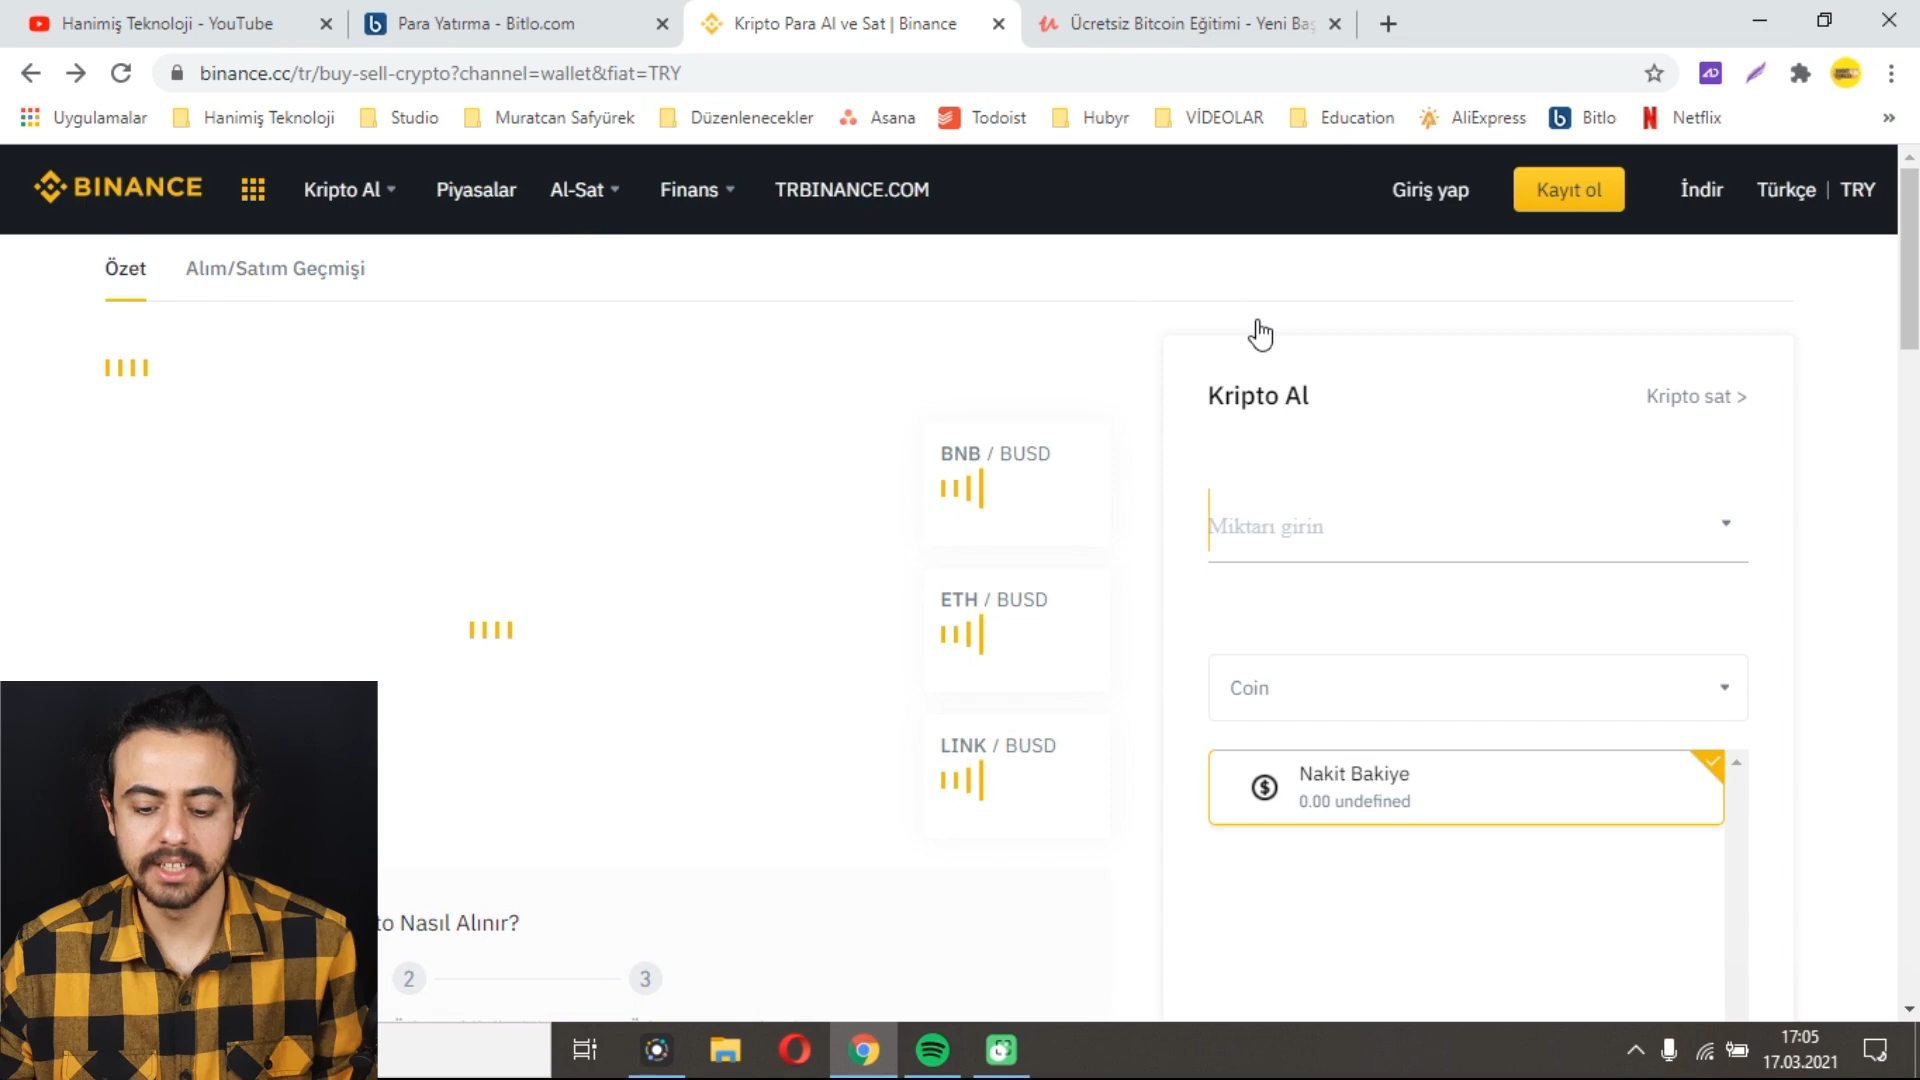 Hanimiş Teknoloji - YouTube
Para Yatırma - Bitlo.com
Kripto Para Al ve Sat | Binance
Ücretsiz Bitcoin Eğitimi - Yeni Baş
binance.cc/tr/buy-sell-crypto?channel=wallet&fiat=TRY
Uygulamalar
Hanimiş Teknoloji
Studio
Muratcan Safyürek
Düzenlenecekler
Asana
Todoist
Hubyr
VİDEOLAR
Education
AliExpress
Bitlo
Netflix
BINANCE
Kripto Al
Piyasalar
Al-Sat
Finans
TRBINANCE.COM
Giriş yap
Kayıt ol
İndir
Türkçe | TRY
Özet
Alım/Satım Geçmişi
Kripto Al
Kripto sat >
BNB / BUSD
Miktarı girin
ETH / BUSD
Coin
LINK / BUSD
Nakit Bakiye
0.00 undefined
to Nasıl Alınır?
2
3
17:05
17.03.2021